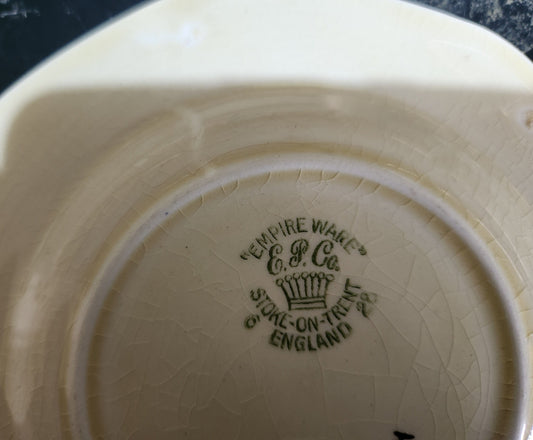 "EMPIRE WARE"
E.P.Co.
STOKE-ON-TRENT
6 ENGLAND 28